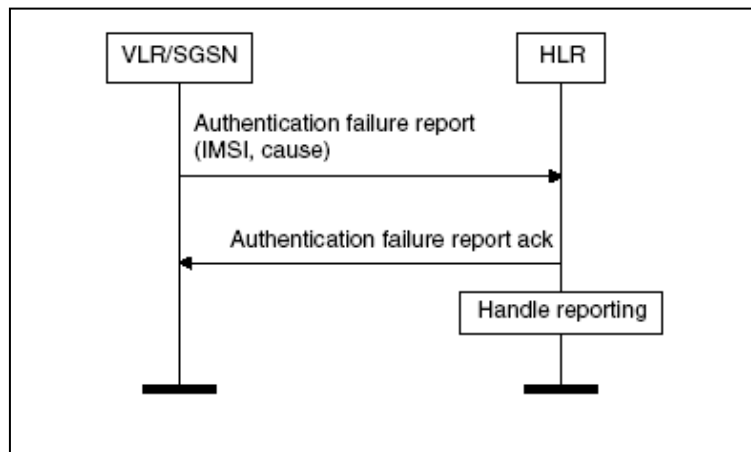 VLR/SGSN
HLR
Authentication failure report
(IMSI, cause)
Authentication failure report ack
Handle reporting